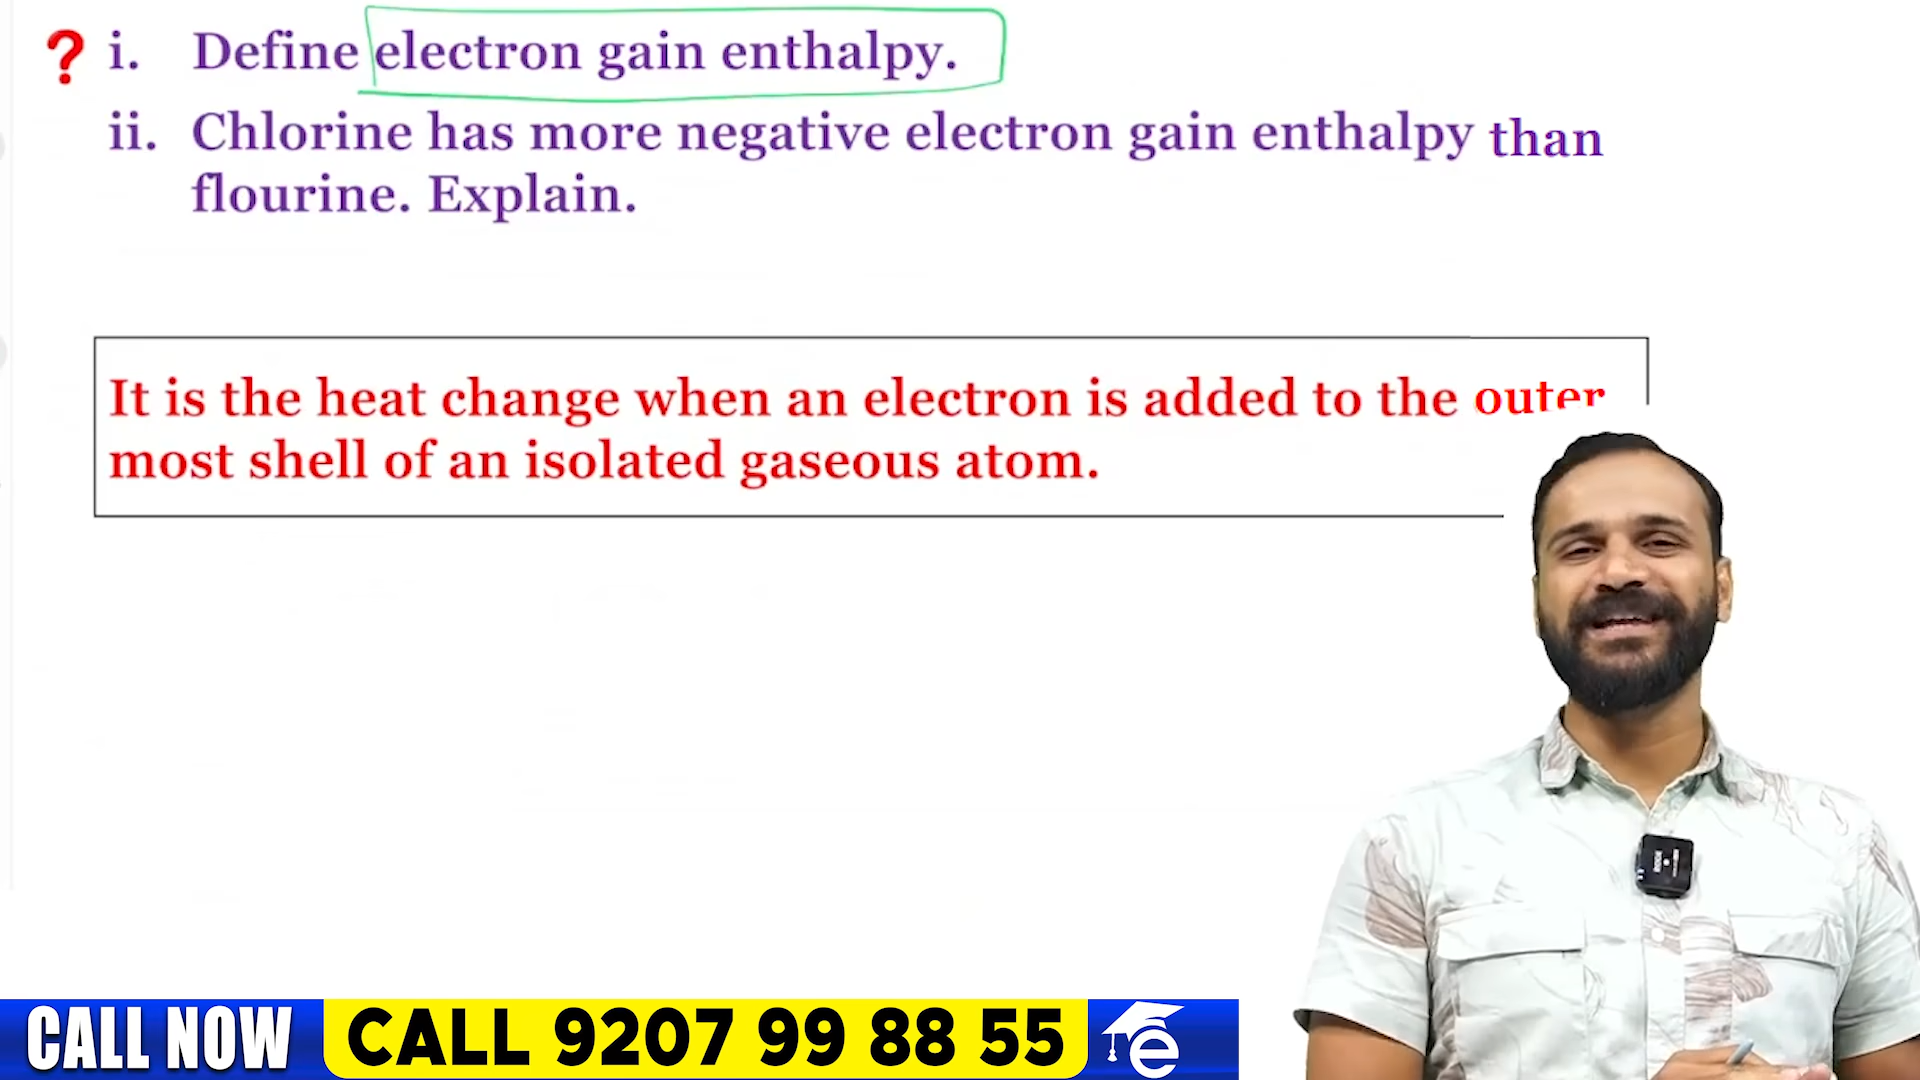 ❓ i. Define electron gain enthalpy.
ii. Chlorine has more negative electron gain enthalpy than
flourine. Explain.
It is the heat change when an electron is added to the outer
most shell of an isolated gaseous atom.
RODE
CALL NOW CALL 9207 99 88 55 e